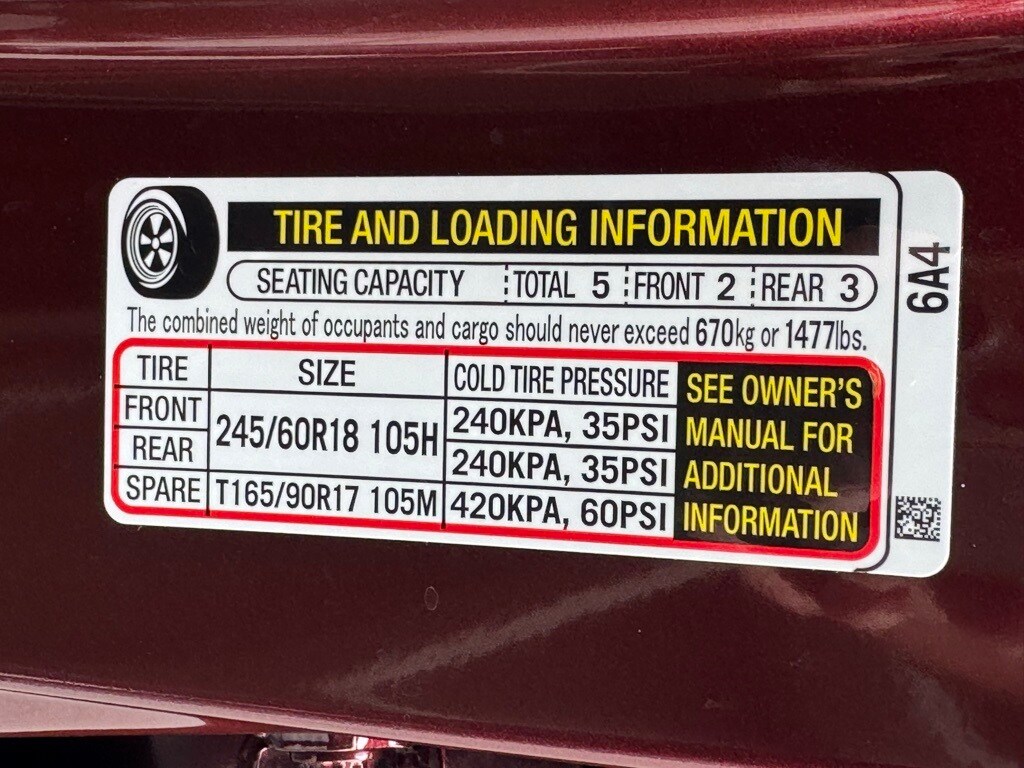 TIRE AND LOADING INFORMATION
SEATING CAPACITY TOTAL 5 FRONT 2 REAR 3
The combined weight of occupants and cargo should never exceed 670kg or 1477lbs.
TIRE SIZE COLD TIRE PRESSURE
FRONT 245/60R18 105H 240KPA, 35PSI
REAR 240KPA, 35PSI
SPARE T165/90R17 105M 420KPA, 60PSI
SEE OWNER'S
MANUAL FOR
ADDITIONAL
INFORMATION
6A4